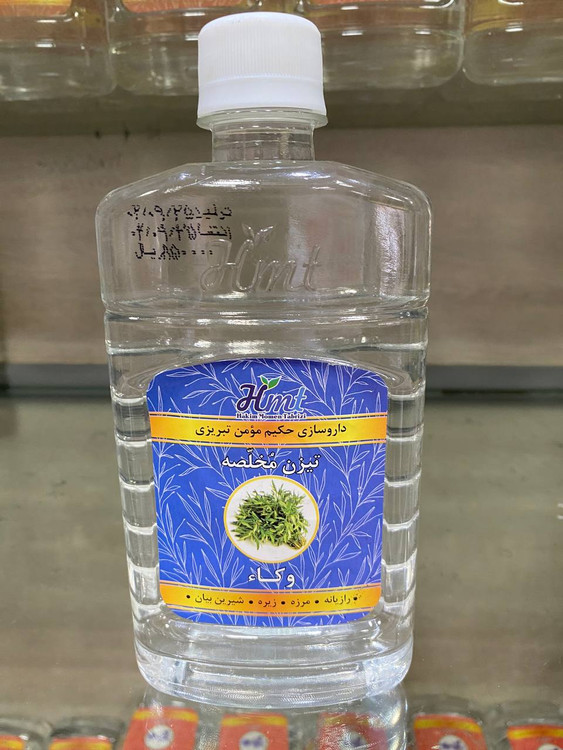 Hmt
Hmt
Hakim Momen Tabrizi
داروسازی حکیم مؤمن تبریزی
تیزن مُخلّصه
وکاء
رازیانه • مرزه • زیره • شیرین بیان •